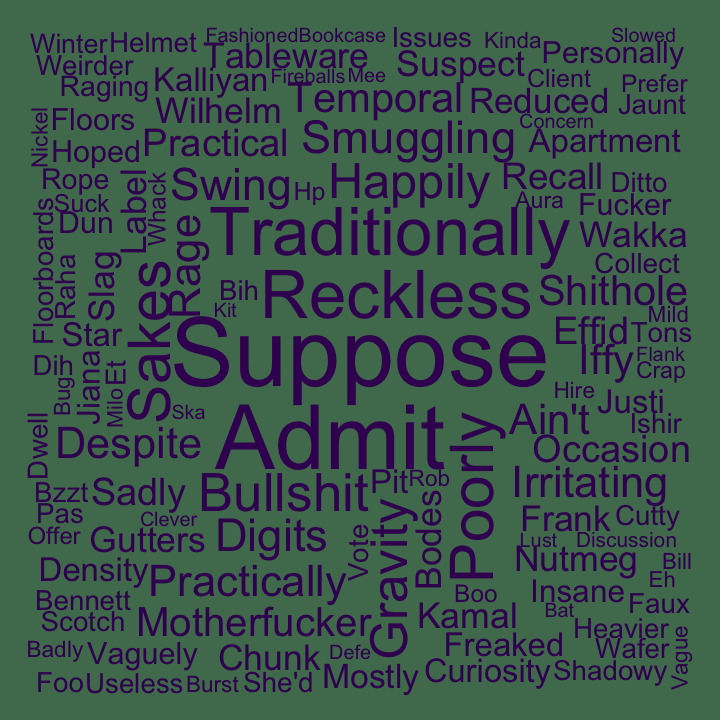 Fashioned Bookcase Issues Kinda Slowed
Winter Helmet Tableware Suspect Personally
Weirder Raging Kalliyan Fireballs Mee Client Prefer
Nickel Floors Wilhelm Temporal Reduced Jaunt
Concern
Hoped Practical Smuggling Apartment
Rope Label Whack Swing Hp Happily Recall Ditto
Suck Aura Fucker
Dun Rage Traditionally Wakka
Floorboards Raha Slag Collect
Sakes Bih Reckless Shithole
Kit Mild
Star Suppose Effid Tons
Dih Bugh Jiana Et Milo Iffy Flank
Crap
Hire Justi
Ska Admit Poorly Ain't Ishir
Dwell Despite Occasion
Bzzt Sadly Bullshit Pit Rob Irritating
Pas Clever Gravity Bodes Frank Cutty
Offer Gutters Digits Vote Lust Discussion
Density Practically Nutmeg Bill
Eh
Bennett Boo Insane Faux
Scotch Motherfucker Kamal Bat Heavier
Badly Vaguely Chunk Defe Freaked Wafer Vague
Foo Useless Burst She'd Mostly Curiosity Shadowy